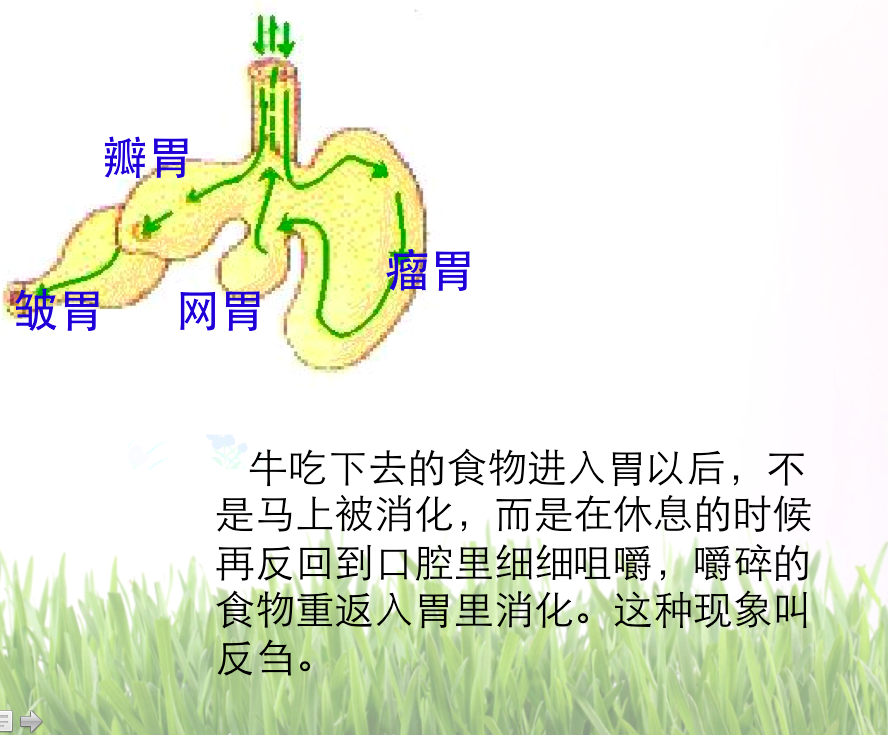 瓣胃
瘤胃
皱胃
网胃
牛吃下去的食物进入胃以后，不
是马上被消化，而是在休息的时候
再反回到口腔里细细咀嚼，嚼碎的
食物重返入胃里消化。这种现象叫
反刍。